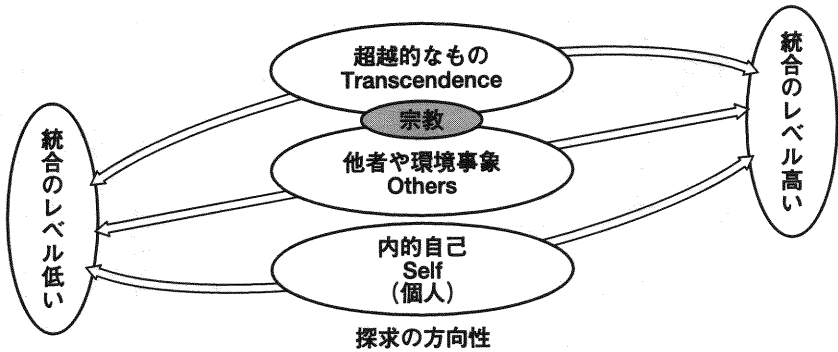 超越的なもの
Transcendence
宗教
他者や環境事象
Others
内的自己
Self
（個人）
統合のレベル低い
統合のレベル高い
探求の方向性